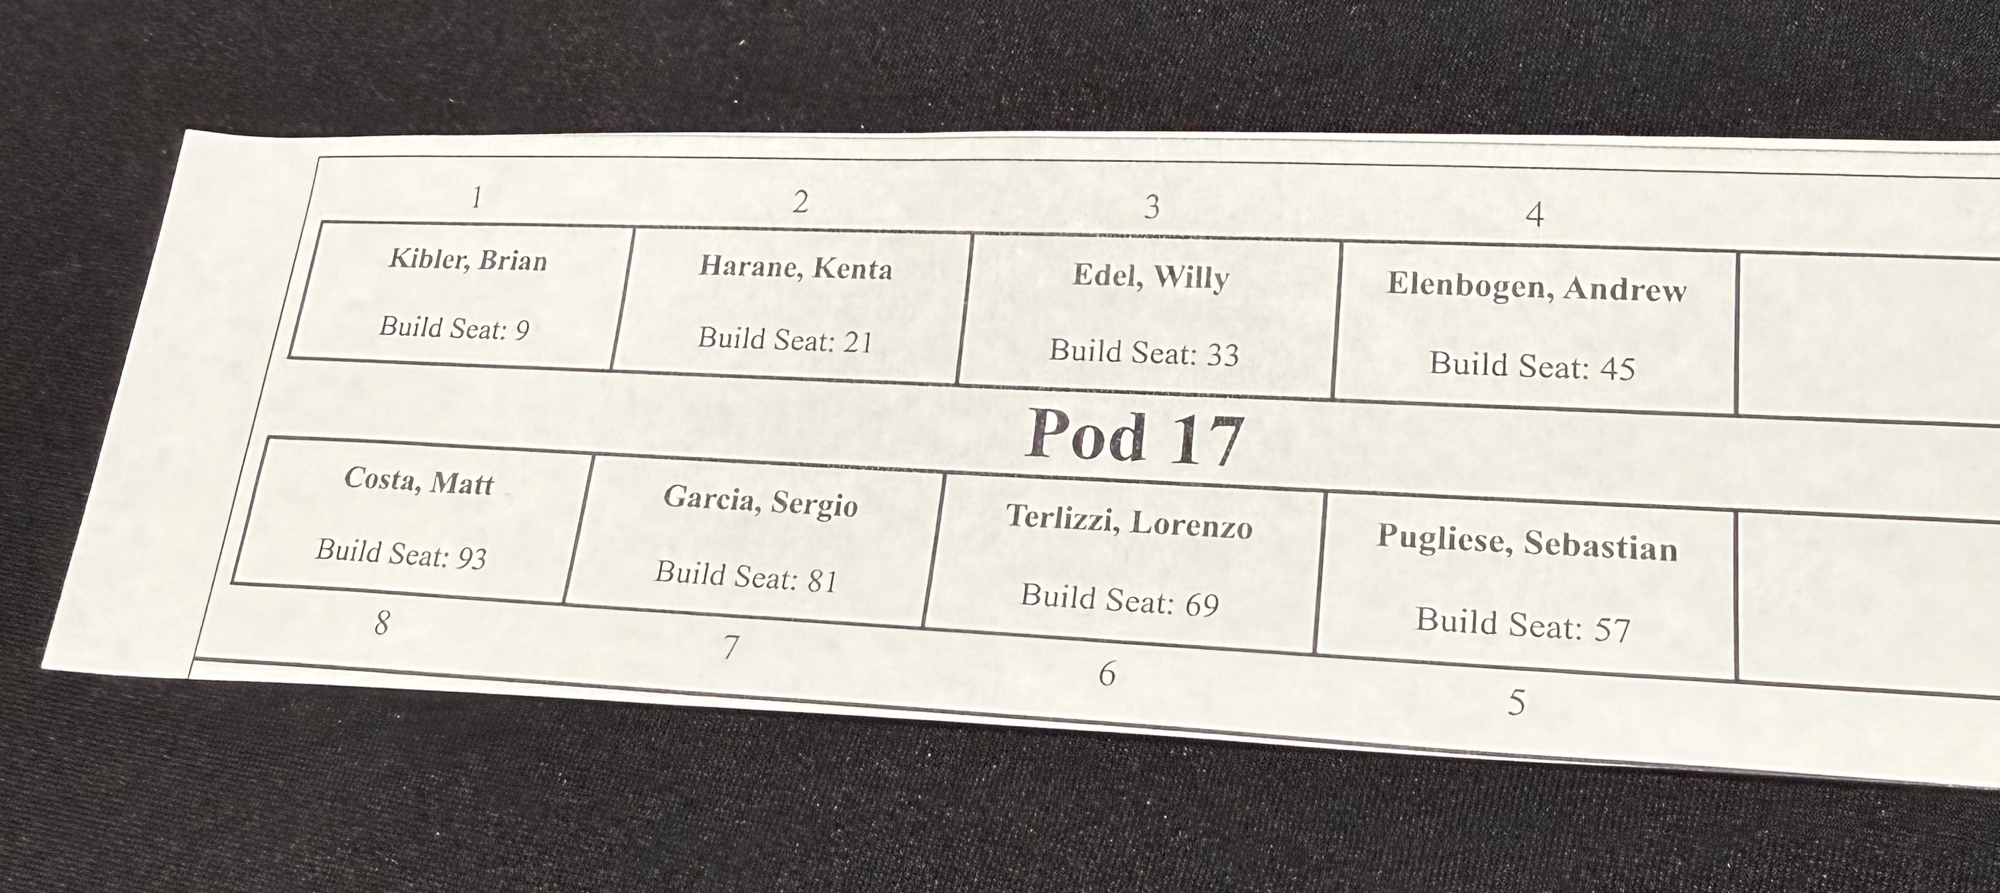 1 2 3 4
Kibler, Brian Harane, Kenta Edel, Willy Elenbogen, Andrew
Build Seat: 9 Build Seat: 21 Build Seat: 33 Build Seat: 45
Pod 17
Costa, Matt Garcia, Sergio Terlizzi, Lorenzo Pugliese, Sebastian
Build Seat: 93 Build Seat: 81 Build Seat: 69 Build Seat: 57
8 7 6 5